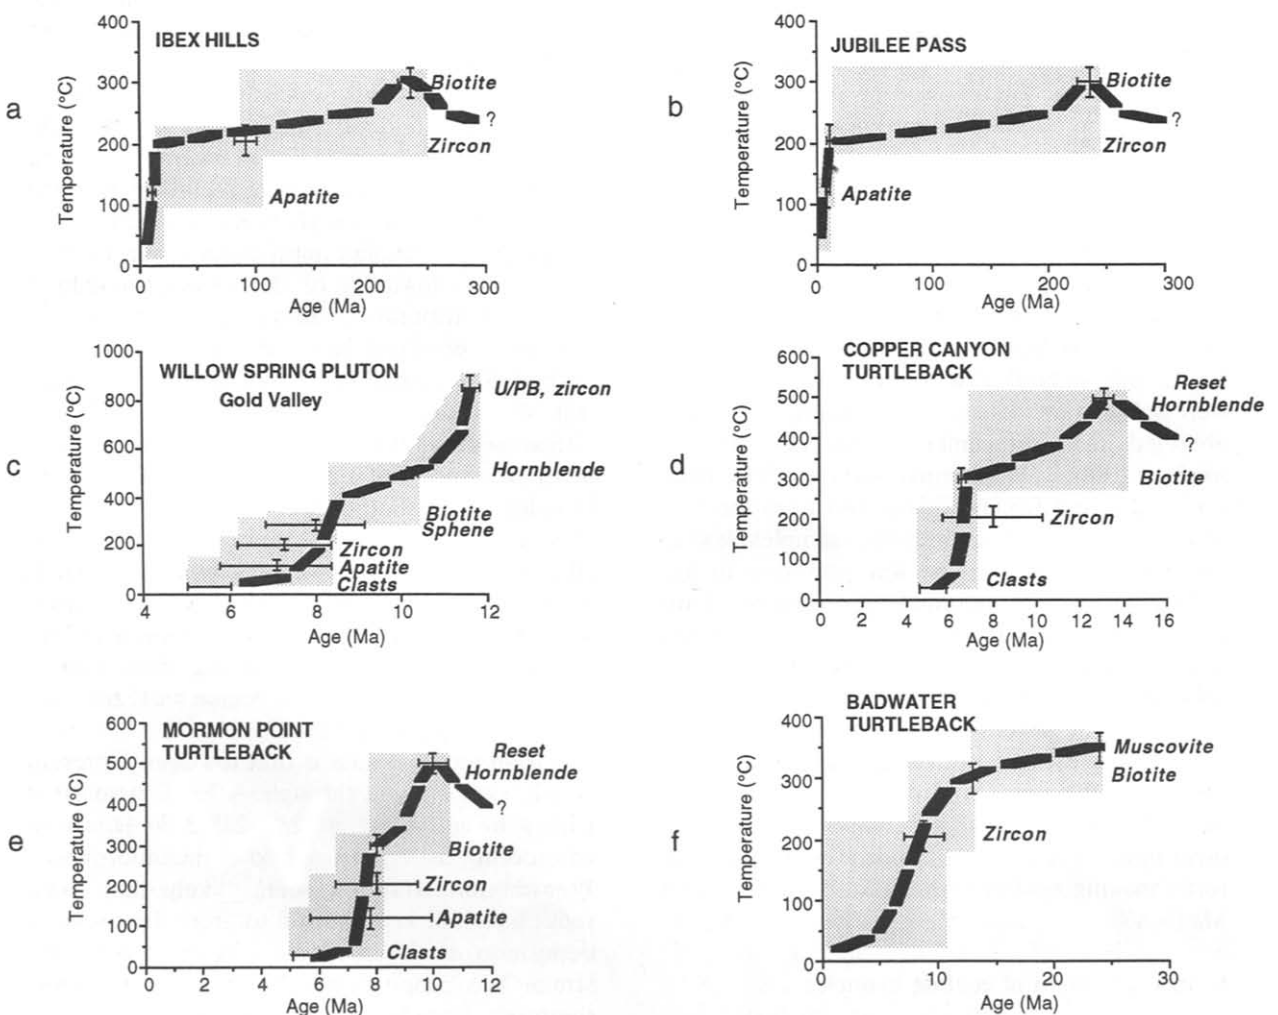 a
IBEX HILLS
400
300
200
100
0
Temperature (°C)
Biotite
?
Zircon
Apatite
0
100
200
300
Age (Ma)
b
JUBILEE PASS
400
300
200
100
0
Temperature (°C)
Biotite
?
Zircon
Apatite
0
100
200
300
Age (Ma)
c
WILLOW SPRING PLUTON
Gold Valley
1000
800
600
400
200
0
Temperature (°C)
U/PB, zircon
Hornblende
Biotite
Sphene
Zircon
Apatite
Clasts
4
6
8
10
12
Age (Ma)
d
COPPER CANYON
TURTLEBACK
600
500
400
300
200
100
0
Temperature (°C)
Reset
Hornblende
?
Biotite
Zircon
Clasts
0
2
4
6
8
10
12
14
16
Age (Ma)
e
MORMON POINT
TURTLEBACK
600
500
400
300
200
100
0
Temperature (°C)
Reset
Hornblende
?
Biotite
Zircon
Apatite
Clasts
0
2
4
6
8
10
12
Age (Ma)
f
BADWATER
TURTLEBACK
400
300
200
100
0
Temperature (°C)
Muscovite
Biotite
Zircon
0
10
20
30
Age (Ma)